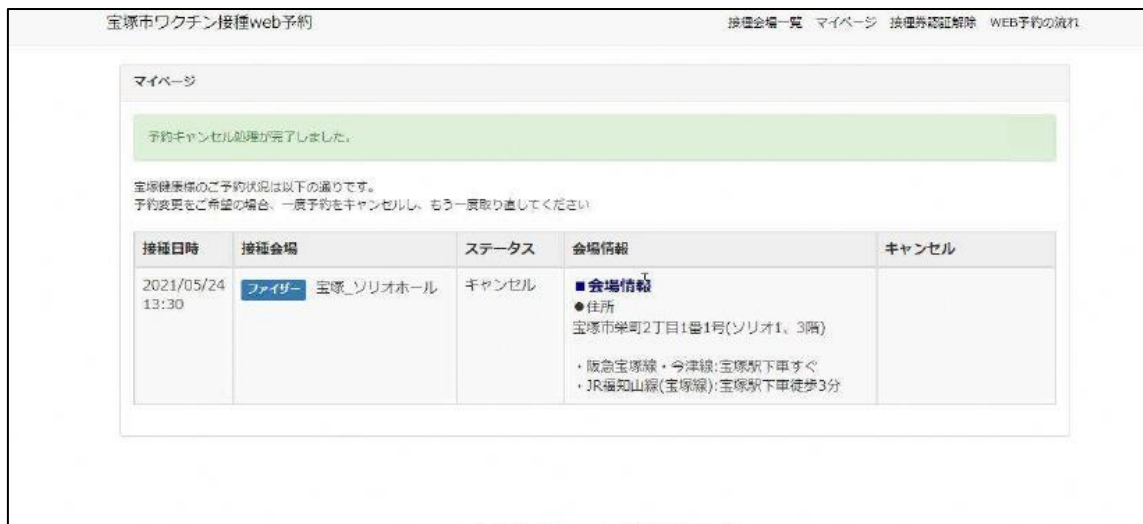 宝塚市ワクチン接種web予約
接種会場一覧 マイページ 接種券認証解除 WEB予約の流れ
マイページ
予約キャンセル処理が完了しました。
宝塚健康様のご予約状況は以下の通りです。
予約変更をご希望の場合、一度予約をキャンセルし、もう一度取り直してください
接種日時 接種会場 ステータス 会場情報 キャンセル
2021/05/24 ファイザー 宝塚_ソリオホール キャンセル ■会場情報
13:30
●住所
宝塚市栄町2丁目1番1号(ソリオ1、3階)
・阪急宝塚線・今津線:宝塚駅下車すぐ
・JR福知山線(宝塚線):宝塚駅下車徒歩3分